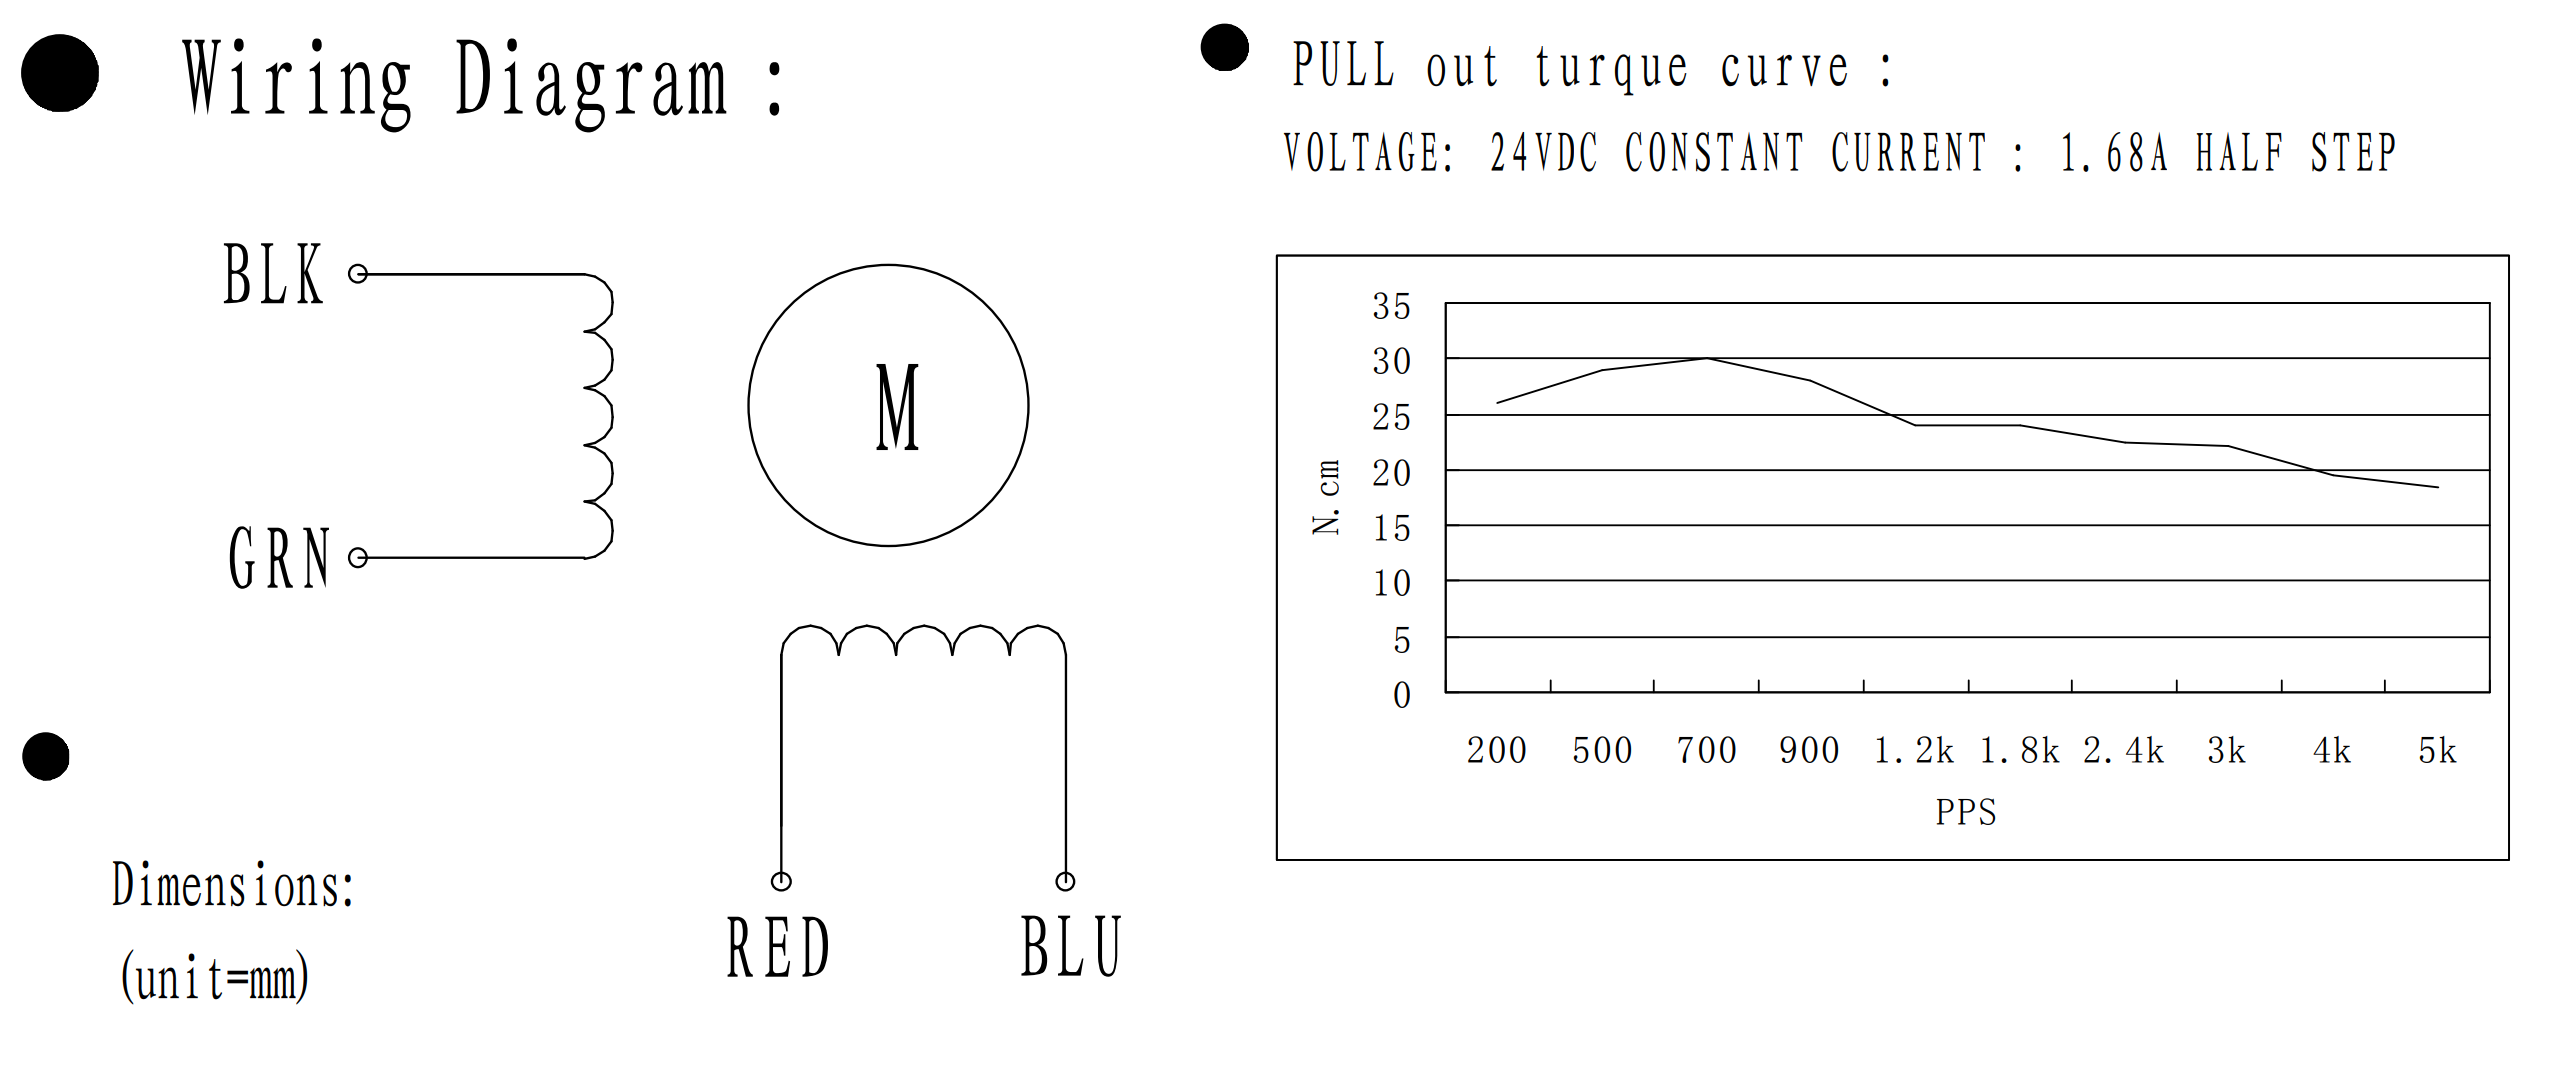 Wiring Diagram :
BLK
GRN
M
RED
BLU
Dimensions:
(unit=mm)
PULL out turque curve :
VOLTAGE: 24VDC CONSTANT CURRENT : 1.68A HALF STEP
35
30
25
20
15
10
5
0
N.cm
200 500 700 900 1.2k 1.8k 2.4k 3k 4k 5k
PPS